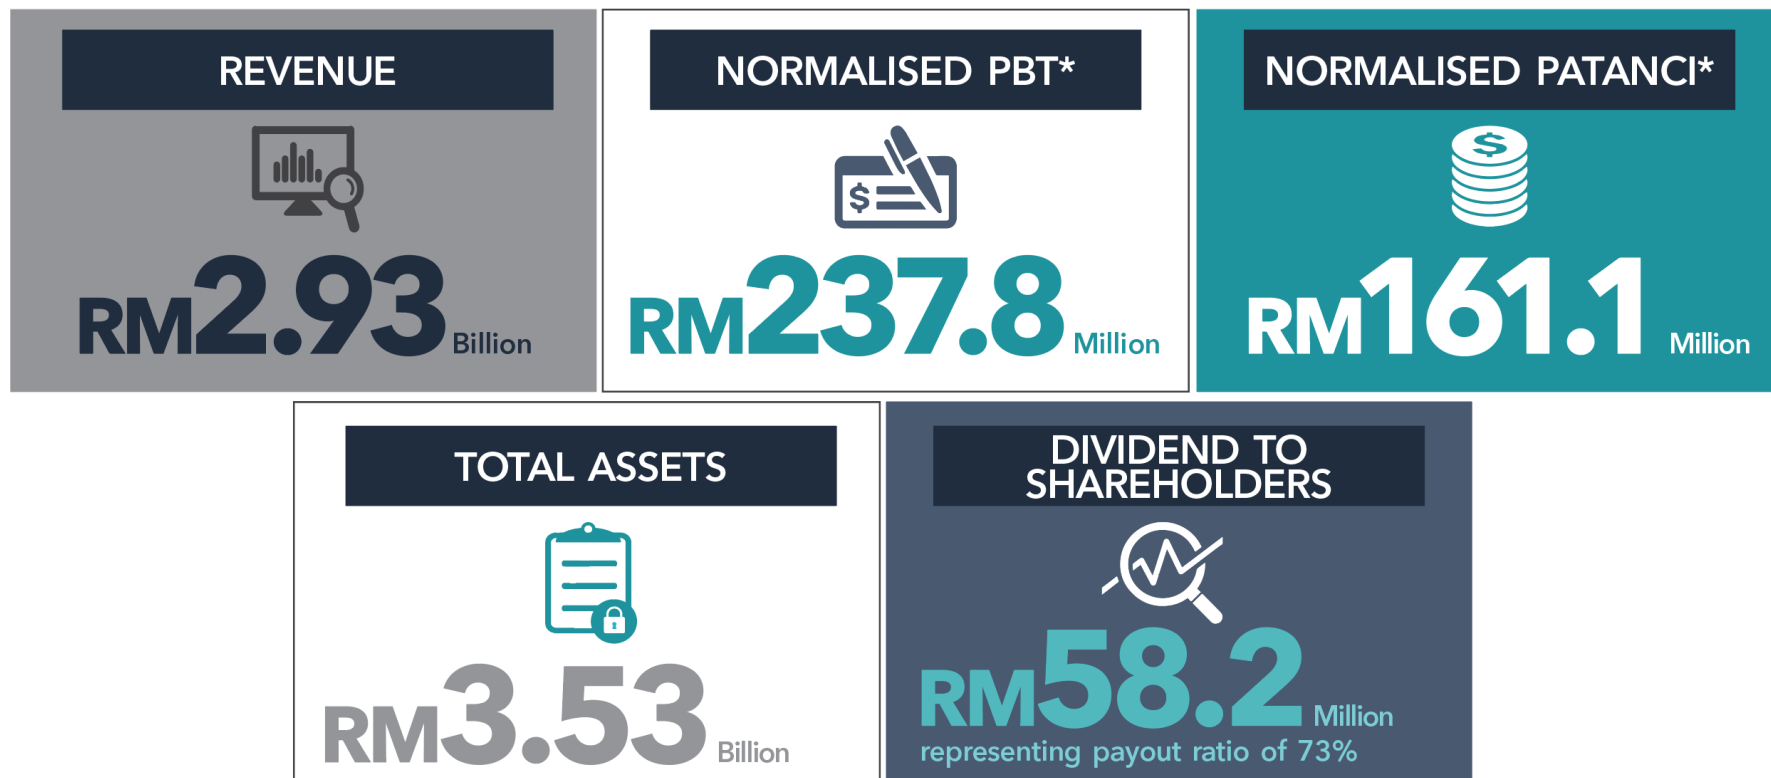 REVENUE
RM2.93 Billion
NORMALISED PBT*
$
RM237.8 Million
NORMALISED PATANCI*
$
RM161.1 Million
TOTAL ASSETS
RM3.53 Billion
DIVIDEND TO
SHAREHOLDERS
RM58.2 Million
representing payout ratio of 73%